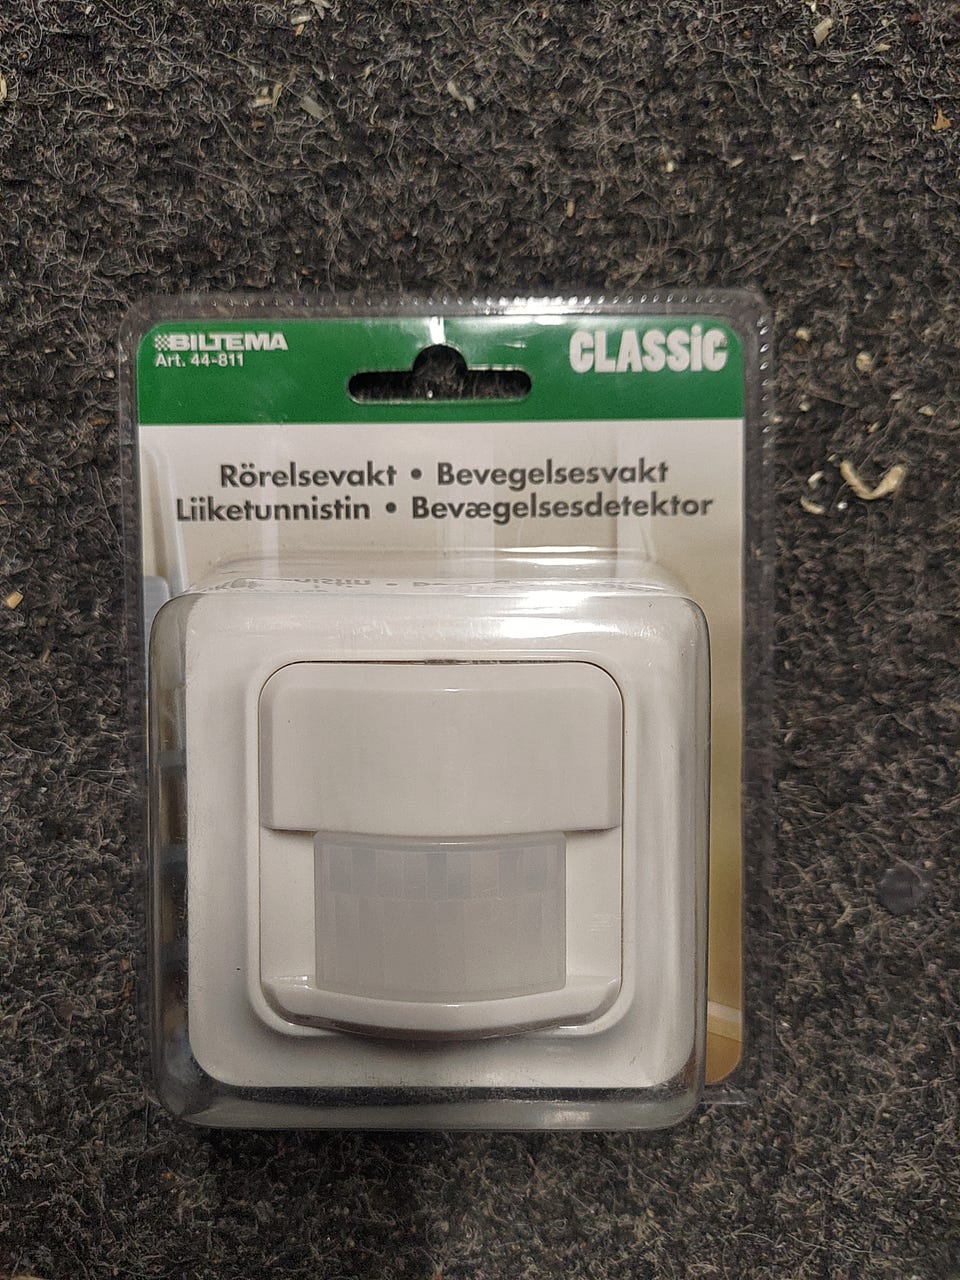 BILTEMA
Art. 44-811
CLASSiC
Rörelsevakt • Bevegelsesvakt
Liiketunnistin • Bevægelsesdetektor